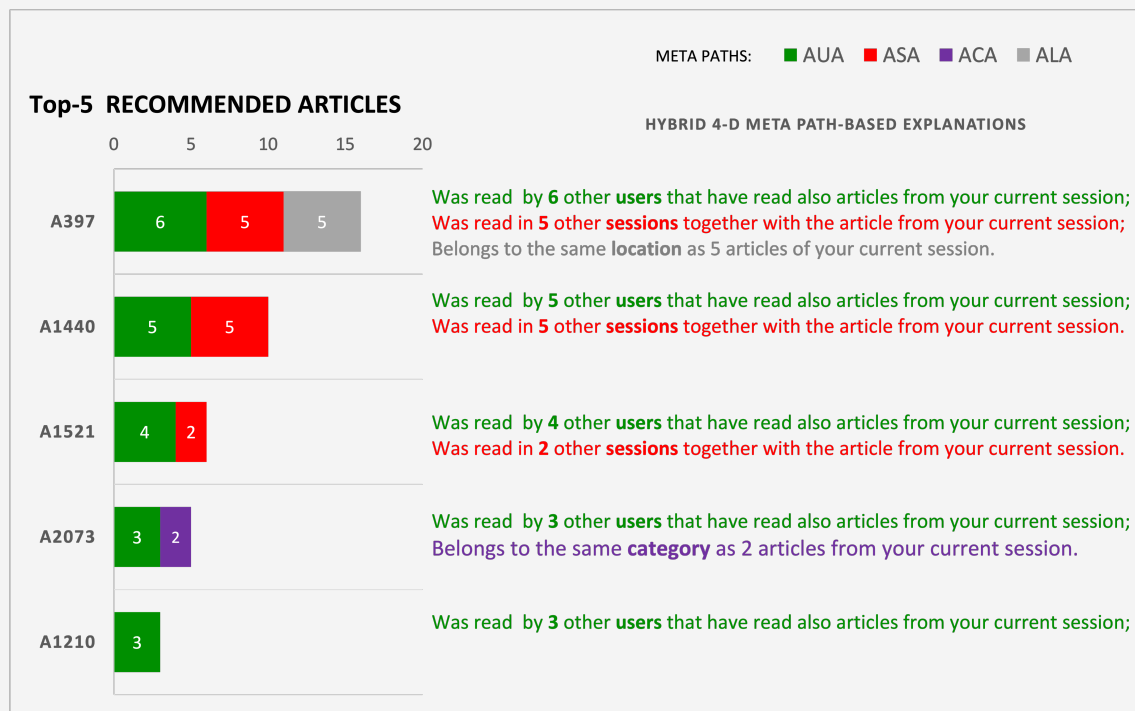 META PATHS: AUA ASA ACA ALA
Top-5 RECOMMENDED ARTICLES
HYBRID 4-D META PATH-BASED EXPLANATIONS
0 5 10 15 20
A397 6 5 5
Was read by 6 other users that have read also articles from your current session;
Was read in 5 other sessions together with the article from your current session;
Belongs to the same location as 5 articles of your current session.
A1440 5 5
Was read by 5 other users that have read also articles from your current session;
Was read in 5 other sessions together with the article from your current session.
A1521 4 2
Was read by 4 other users that have read also articles from your current session;
Was read in 2 other sessions together with the article from your current session.
A2073 3 2
Was read by 3 other users that have read also articles from your current session;
Belongs to the same category as 2 articles from your current session.
A1210 3
Was read by 3 other users that have read also articles from your current session;